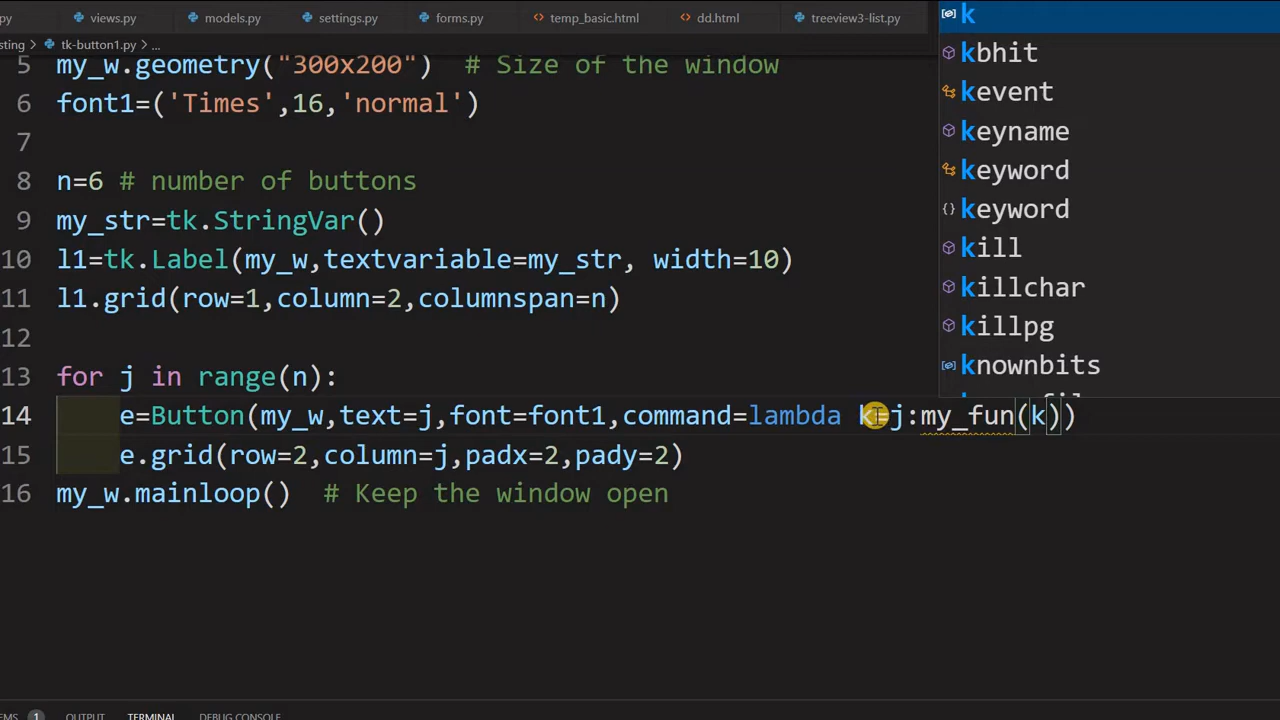 py views.py models.py settings.py forms.py temp_basic.html dd.html treeview3-list.py
sting > tk-button1.py > ...
5 my_w.geometry("300x200")  # Size of the window
6 font1=('Times',16,'normal')
7
8 n=6 # number of buttons
9 my_str=tk.StringVar()
10 l1=tk.Label(my_w,textvariable=my_str, width=10)
11 l1.grid(row=1,column=2,columnspan=n)
12
13 for j in range(n):
14     e=Button(my_w,text=j,font=font1,command=lambda k=j:my_fun(k))
15     e.grid(row=2,column=j,padx=2,pady=2)
16 my_w.mainloop()  # Keep the window open
k
kbhit
kevent
keyname
keyword
keyword
kill
killchar
killpg
knownbits
EMS 1 OUTPUT TERMINAL DEBUG CONSOLE